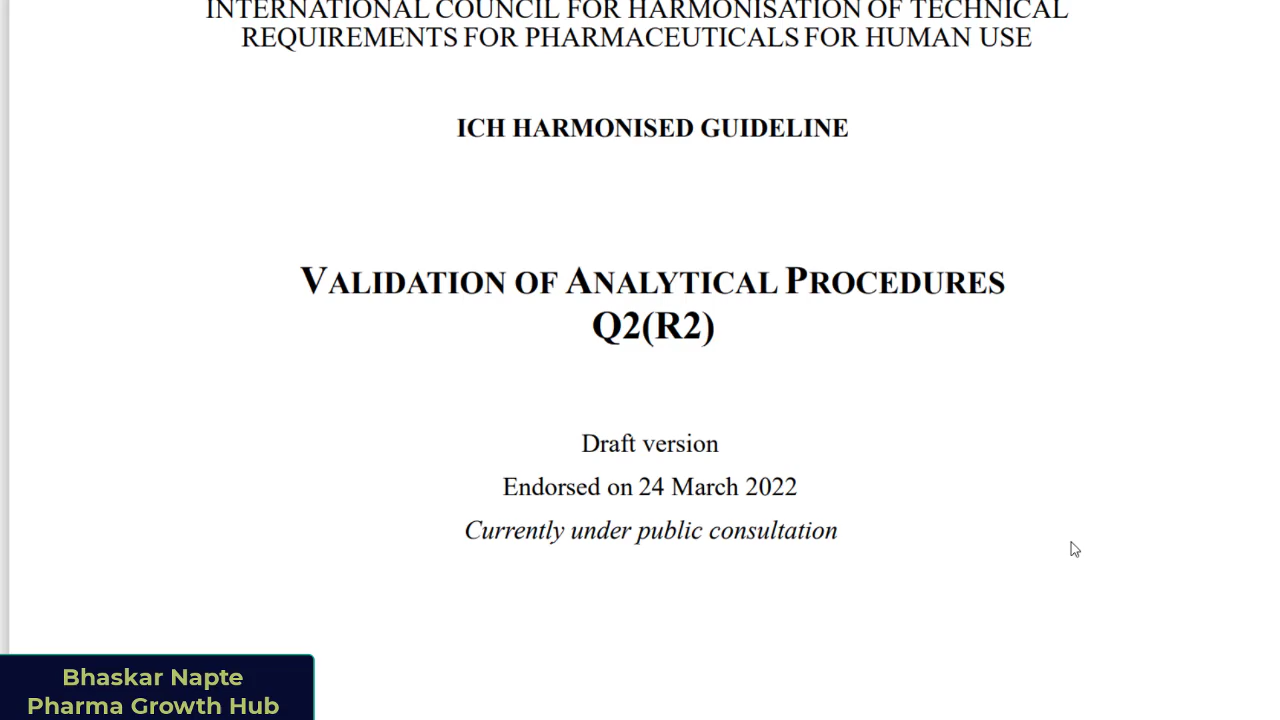 INTERNATIONAL COUNCIL FOR HARMONISATION OF TECHNICAL
REQUIREMENTS FOR PHARMACEUTICALS FOR HUMAN USE
ICH HARMONISED GUIDELINE
VALIDATION OF ANALYTICAL PROCEDURES
Q2(R2)
Draft version
Endorsed on 24 March 2022
Currently under public consultation
Bhaskar Napte
Pharma Growth Hub